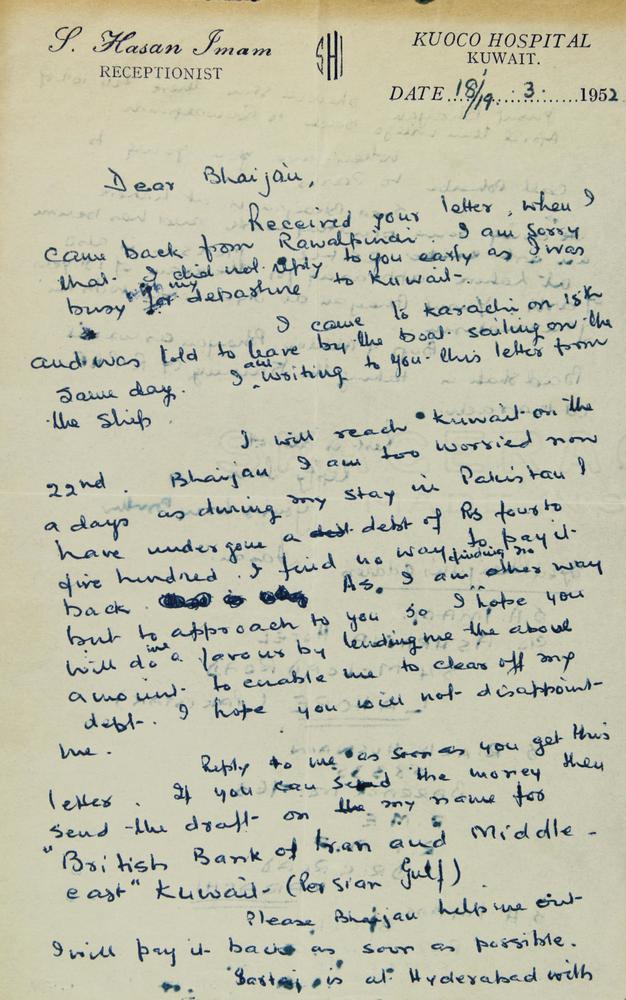 S. Hasan Imam
RECEPTIONIST
SHI
KUOCO HOSPITAL
KUWAIT.
DATE 18/19. 3. 1952
Dear Bhaijan,
Received your letter, when I
came back from Rawalpindi. I am sorry
that I did not reply to you early as I was
busy in my departure to Kuwait.
I came to Karachi on 18th
and was told to leave by the boat sailing on the
same day. I am writing to you this letter from
the ship.
I will reach Kuwait on the
22nd. Bhaijan I am too worried now
a days as during my stay in Pakistan I
have undergone a debt of Rs four to
five hundred. I find no way to pay it
back. As, I am finding no other way
but to approach to you so I hope you
will do me a favour by lending me the above
amount to enable me to clear off my
debt. I hope you will not disappoint
me.
Reply to me as soon as you get this
letter. If you can send the money then
send the draft on the my name for
"British Bank of Iran and Middle-
east" Kuwait (Persian Gulf)
Please Bhaijan help me out
I will pay it back as soon as possible.
is at Hyderabad with